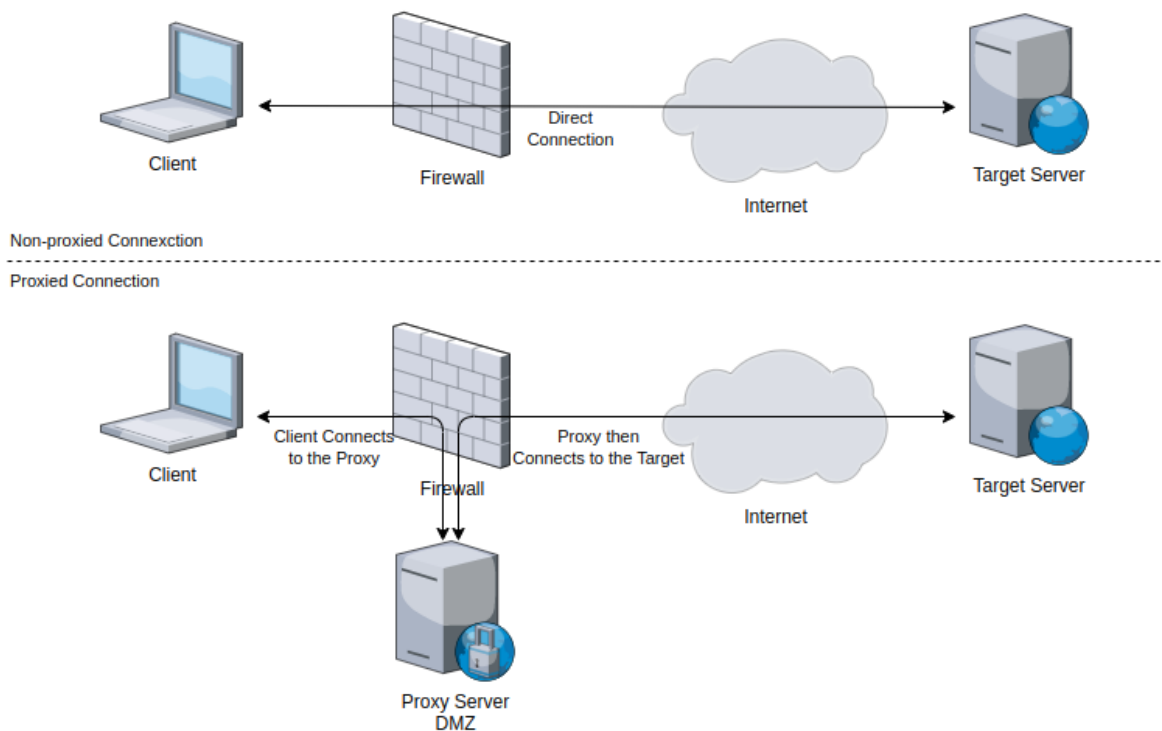 Direct
Connection
Client
Firewall
Target Server
Internet
Non-proxied Connexction
Proxied Connection
Client Connects
to the Proxy
Proxy then
Connects to the Target
Client
Firewall
Target Server
Internet
Proxy Server
DMZ